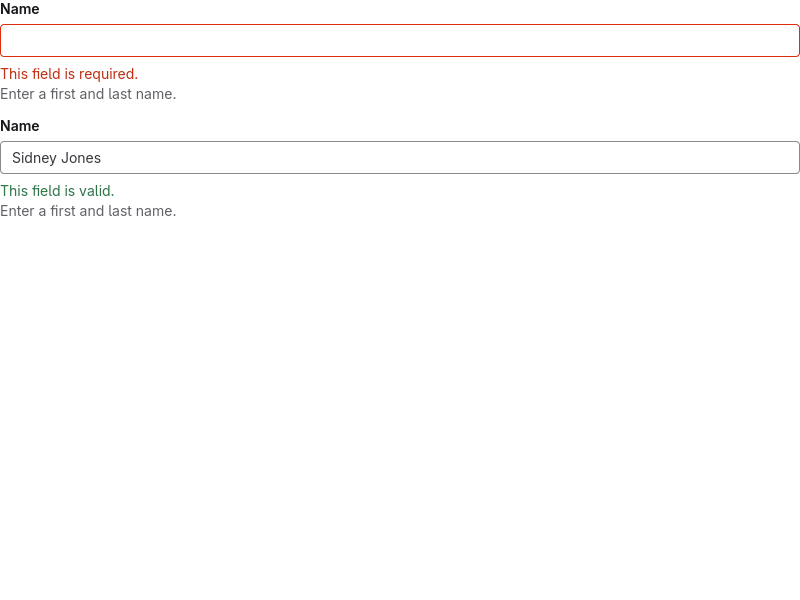 Name
This field is required.
Enter a first and last name.
Name
Sidney Jones
This field is valid.
Enter a first and last name.